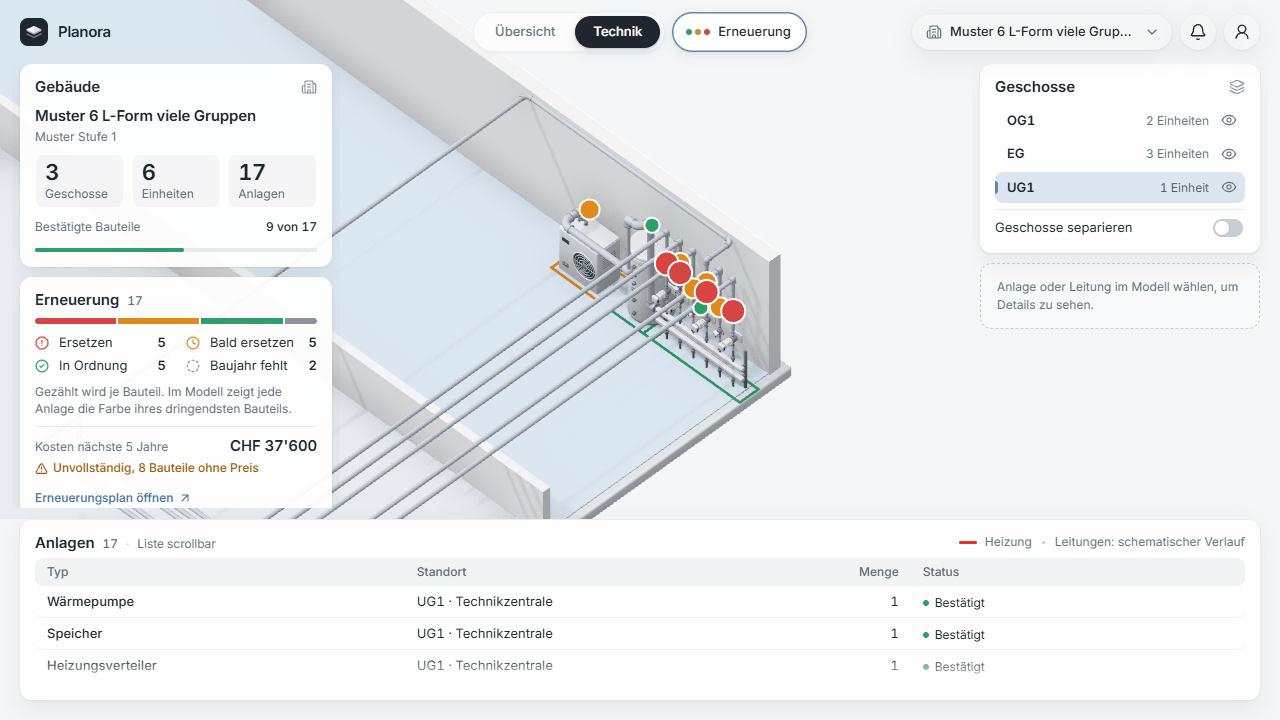 Planora
Übersicht
Technik
Erneuerung
Muster 6 L-Form viele Grup...
Gebäude
Muster 6 L-Form viele Gruppen
Muster Stufe 1
3 Geschosse
6 Einheiten
17 Anlagen
Bestätigte Bauteile 9 von 17
Erneuerung 17
Ersetzen 5 Bald ersetzen 5
In Ordnung 5 Baujahr fehlt 2
Gezählt wird je Bauteil. Im Modell zeigt jede
Anlage die Farbe ihres dringendsten Bauteils.
Kosten nächste 5 Jahre CHF 37'600
Unvollständig, 8 Bauteile ohne Preis
Erneuerungsplan öffnen
Geschosse
OG1 2 Einheiten
EG 3 Einheiten
UG1 1 Einheit
Geschosse separieren
Anlage oder Leitung im Modell wählen, um
Details zu sehen.
Anlagen 17 · Liste scrollbar
Heizung · Leitungen: schematischer Verlauf
Typ Standort Menge Status
Wärmepumpe UG1 · Technikzentrale 1 Bestätigt
Speicher UG1 · Technikzentrale 1 Bestätigt
Heizungsverteiler UG1 · Technikzentrale 1 Bestätigt